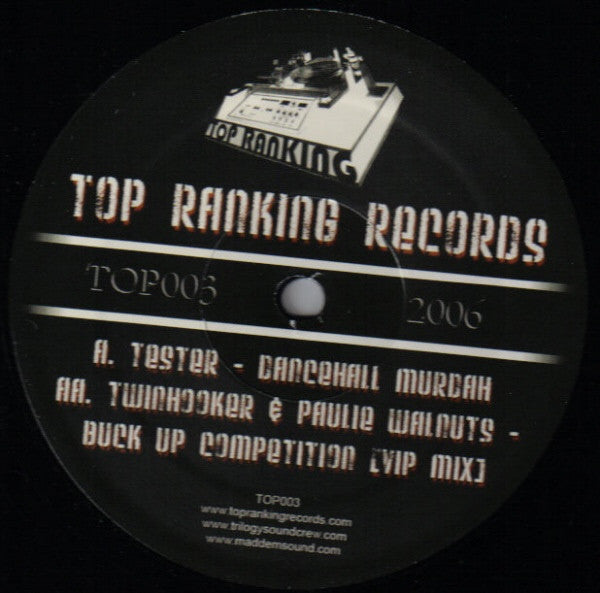 TOP RANKING
TOP RANKING RECORDS
TOP003 2006
A. TESTER - DANCEHALL MURDAH
AA. TWINHOOKER & PAULIE WALNUTS -
BUCK UP COMPETITION [VIP MIX]
TOP003
www.toprankingrecords.com
www.trilogysoundcrew.com
www.maddemsound.com